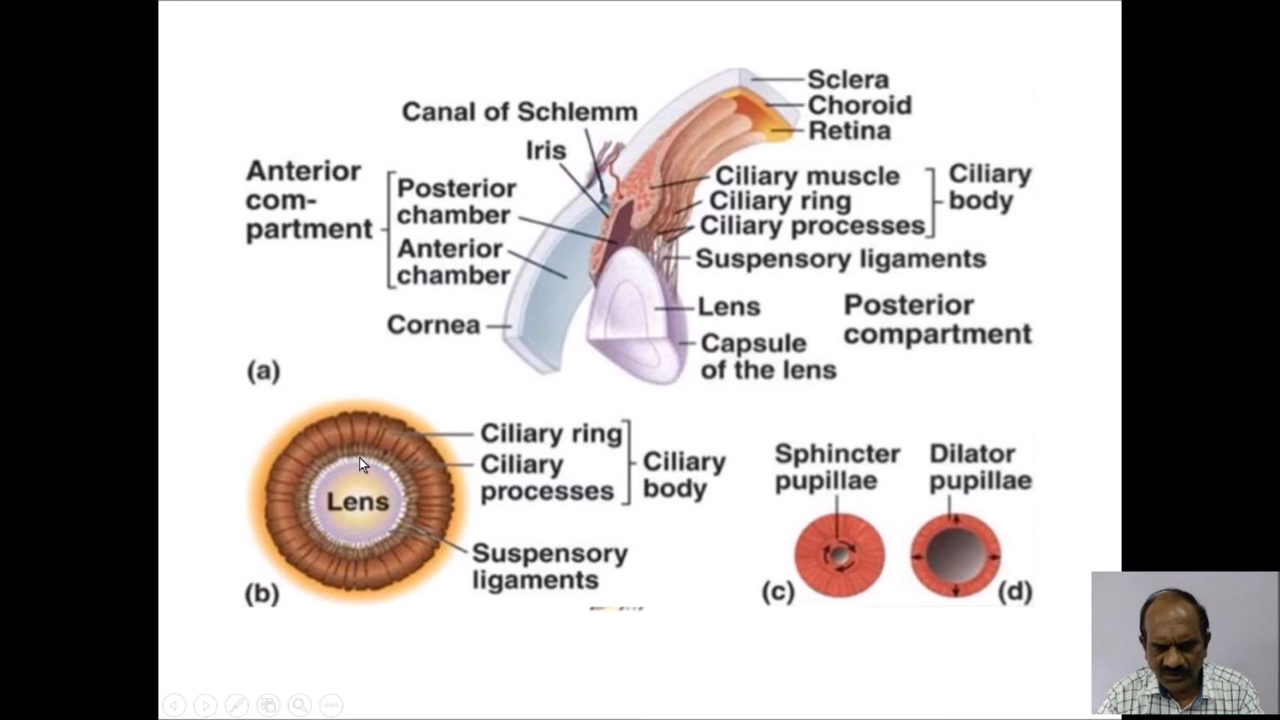 Sclera
Choroid
Retina
Canal of Schlemm
Iris
Anterior
com-
partment
Posterior
chamber
Anterior
chamber
Cornea
Ciliary muscle
Ciliary ring
Ciliary processes
Ciliary
body
Suspensory ligaments
Lens
Capsule
of the lens
Posterior
compartment
(a)
Ciliary ring
Ciliary
processes
Ciliary
body
Lens
Suspensory
ligaments
(b)
Sphincter
pupillae
Dilator
pupillae
(c)
(d)